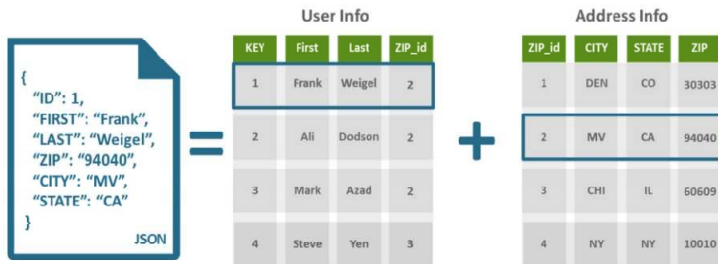 User Info
Address Info
{
"ID": 1,
"FIRST": "Frank",
"LAST": "Weigel",
"ZIP": "94040",
"CITY": "MV",
"STATE": "CA"
}
JSON
=
KEY First Last ZIP_id
1 Frank Weigel 2
2 Ali Dodson 2
3 Mark Azad 2
4 Steve Yen 3
+
ZIP_id CITY STATE ZIP
1 DEN CO 30303
2 MV CA 94040
3 CHI IL 60609
4 NY NY 10010